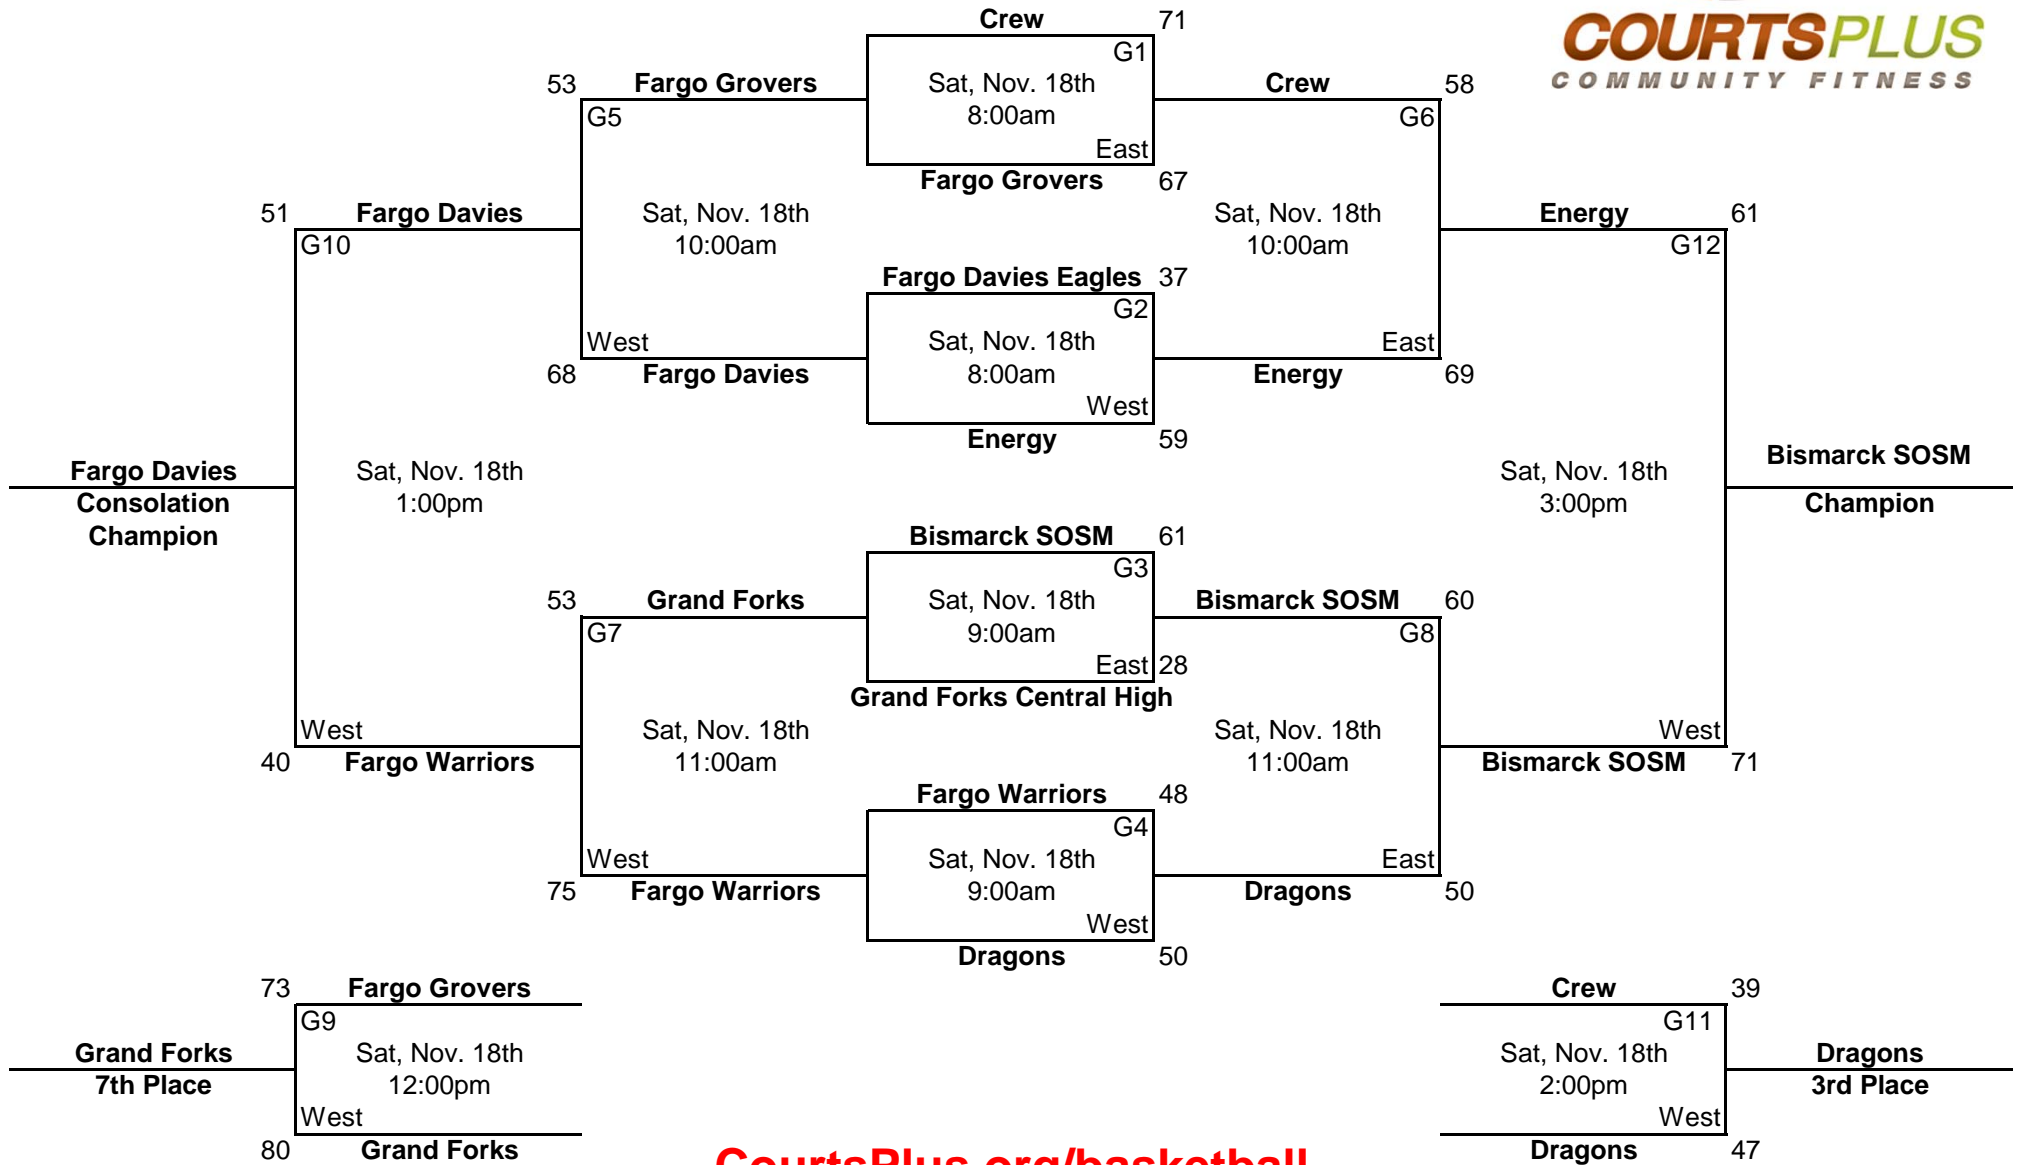 Crew 71
COURTSPLUS
COMMUNITY FITNESS
G1
53 Fargo Grovers Sat, Nov. 18th Crew 58
G5 8:00am G6
East
Fargo Grovers 67
51 Fargo Davies Sat, Nov. 18th Sat, Nov. 18th Energy 61
G10 10:00am 10:00am G12
Fargo Davies Eagles 37
G2
West Sat, Nov. 18th East
68 Fargo Davies 8:00am Energy 69
West
Energy 59
Bismarck SOSM
Fargo Davies Sat, Nov. 18th Sat, Nov. 18th
Consolation 1:00pm 3:00pm Champion
Champion Bismarck SOSM 61
G3
53 Grand Forks Sat, Nov. 18th Bismarck SOSM 60
G7 9:00am G8
East 28
Grand Forks Central High
West Sat, Nov. 18th Sat, Nov. 18th West
40 Fargo Warriors 11:00am 11:00am Bismarck SOSM 71
Fargo Warriors 48
G4
West Sat, Nov. 18th East
75 Fargo Warriors 9:00am Dragons 50
West
Dragons 50
73 Fargo Grovers Crew 39
G9 G11
Grand Forks Sat, Nov. 18th Sat, Nov. 18th Dragons
7th Place 12:00pm 2:00pm 3rd Place
West West
80 Grand Forks Dragons 47
CourtsPlus.org/basketball